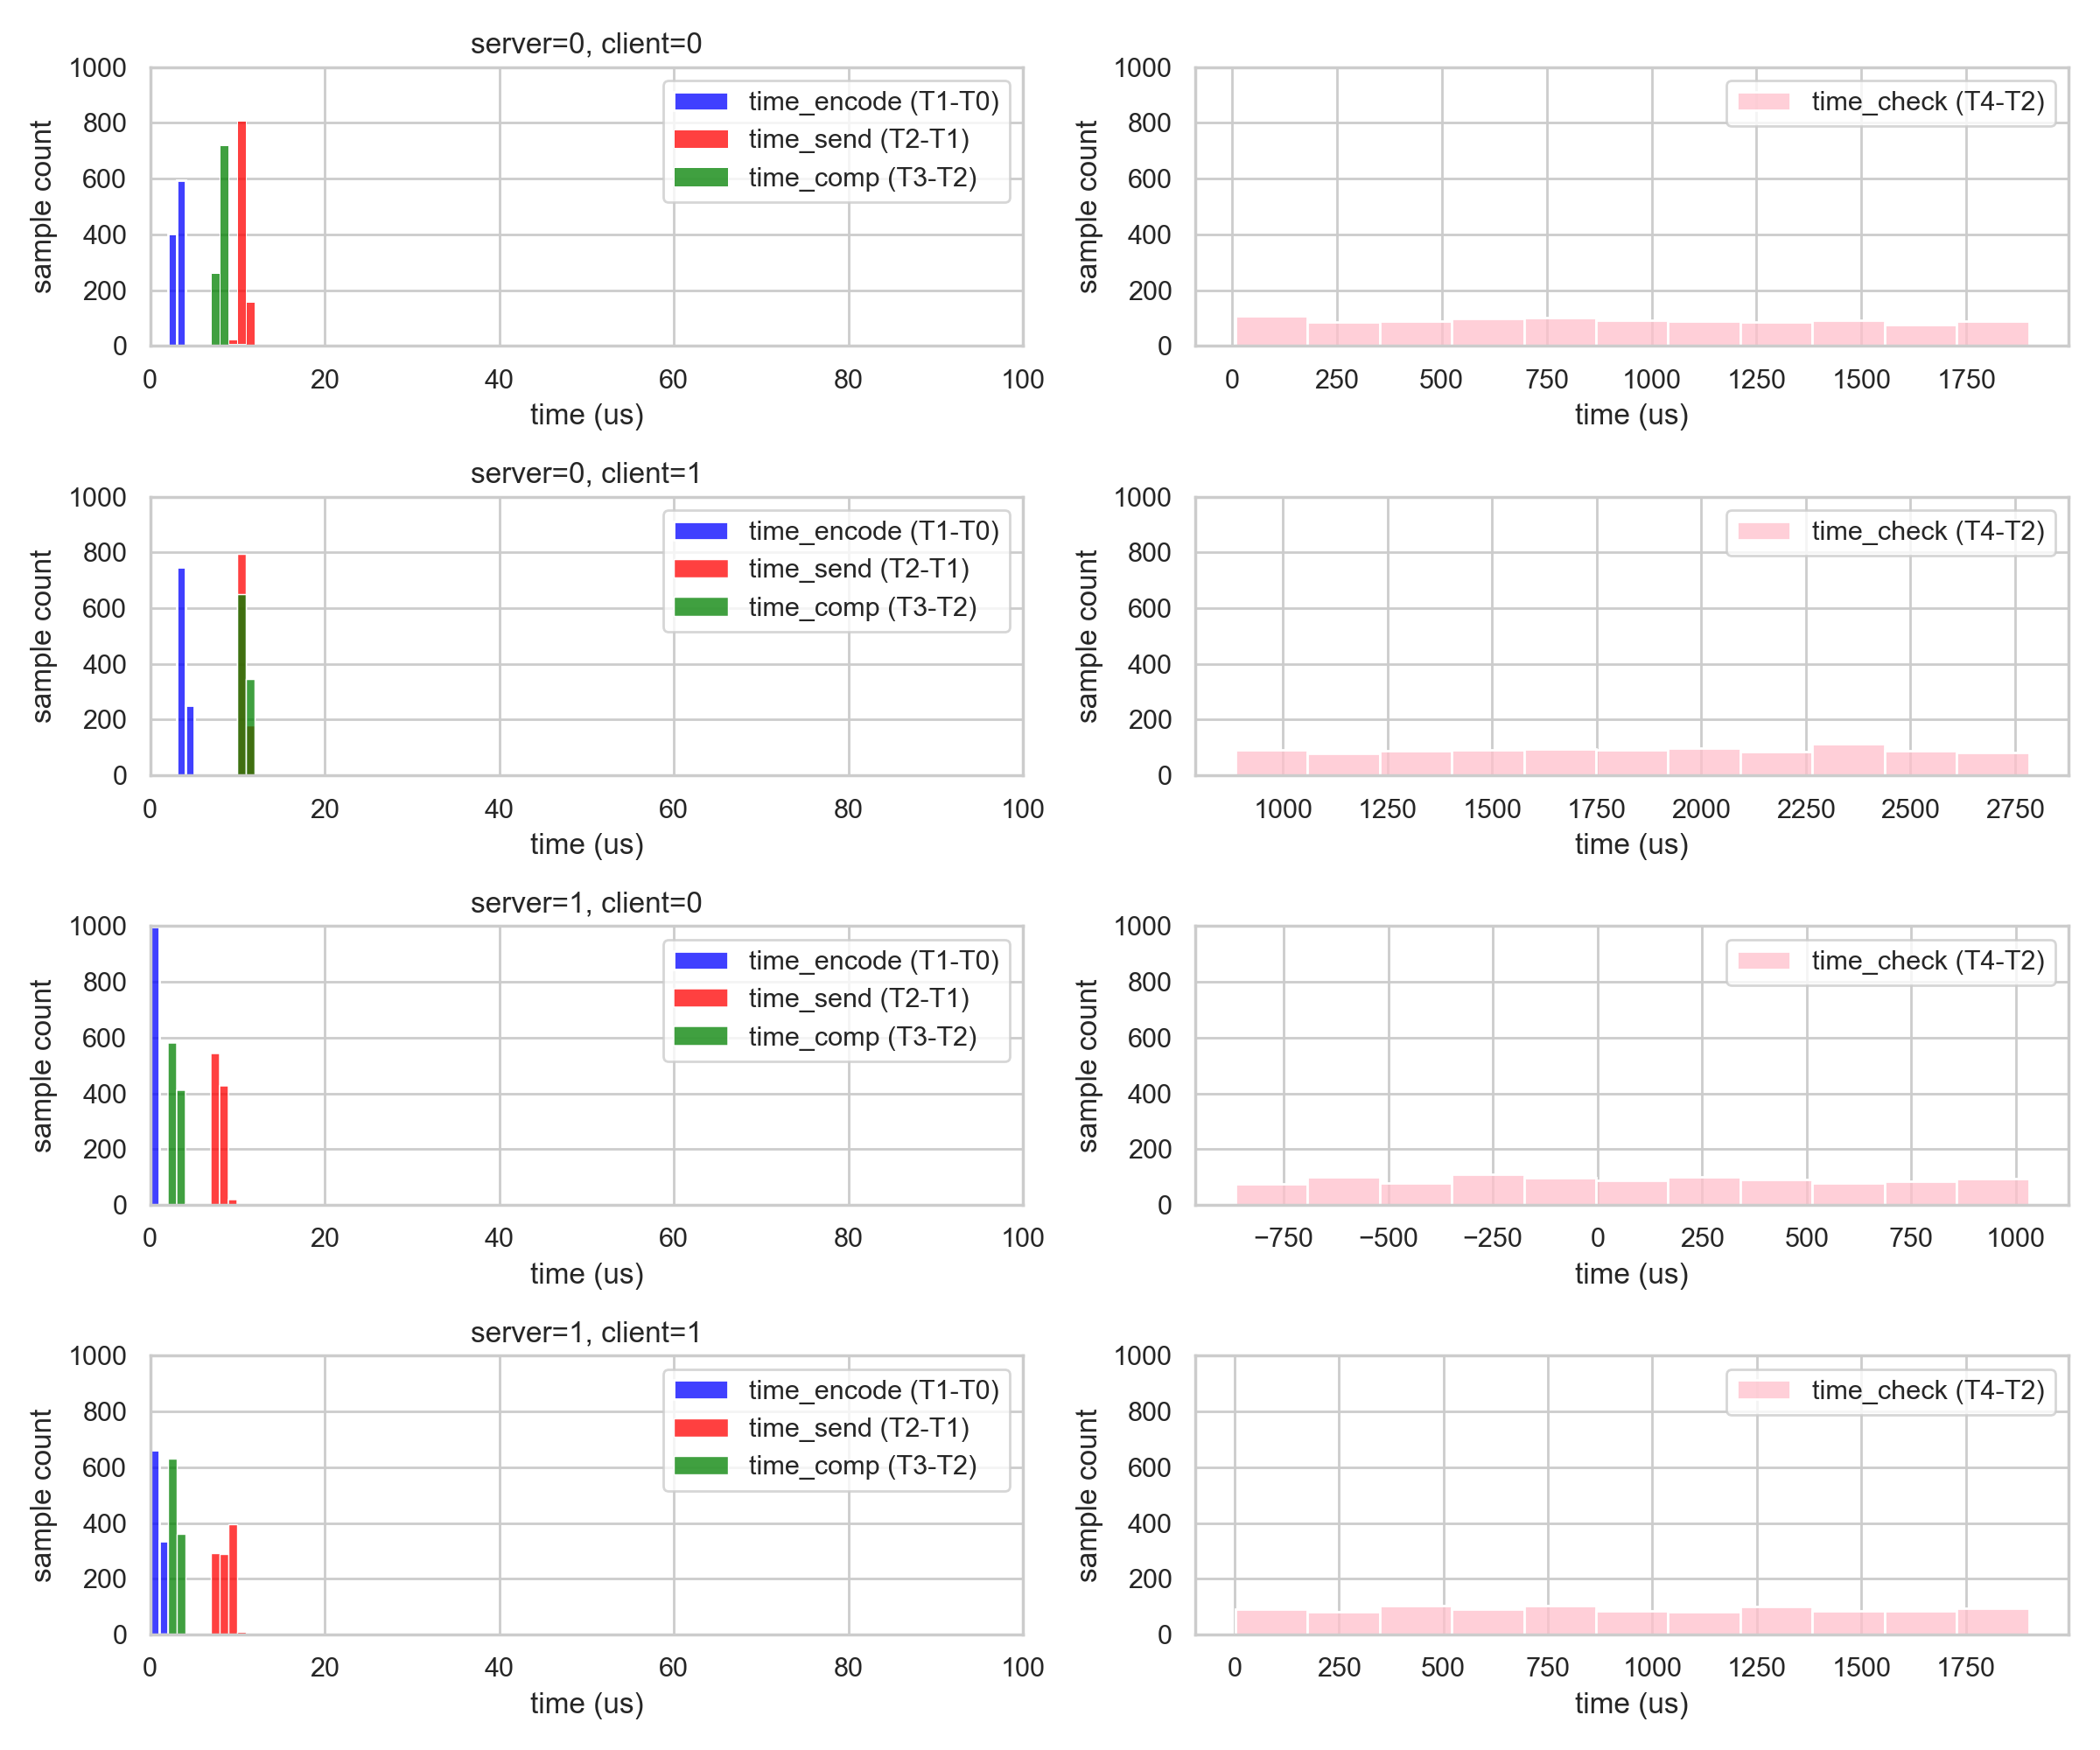 server=0, client=0
1000
800
600
400
200
0
sample count
time_encode (T1-T0)
time_send (T2-T1)
time_comp (T3-T2)
0 20 40 60 80 100
time (us)
1000
800
600
400
200
0
sample count
time_check (T4-T2)
0 250 500 750 1000 1250 1500 1750
time (us)
server=0, client=1
1000
800
600
400
200
0
sample count
time_encode (T1-T0)
time_send (T2-T1)
time_comp (T3-T2)
0 20 40 60 80 100
time (us)
1000
800
600
400
200
0
sample count
time_check (T4-T2)
1000 1250 1500 1750 2000 2250 2500 2750
time (us)
server=1, client=0
1000
800
600
400
200
0
sample count
time_encode (T1-T0)
time_send (T2-T1)
time_comp (T3-T2)
0 20 40 60 80 100
time (us)
1000
800
600
400
200
0
sample count
time_check (T4-T2)
−750 −500 −250 0 250 500 750 1000
time (us)
server=1, client=1
1000
800
600
400
200
0
sample count
time_encode (T1-T0)
time_send (T2-T1)
time_comp (T3-T2)
0 20 40 60 80 100
time (us)
1000
800
600
400
200
0
sample count
time_check (T4-T2)
0 250 500 750 1000 1250 1500 1750
time (us)